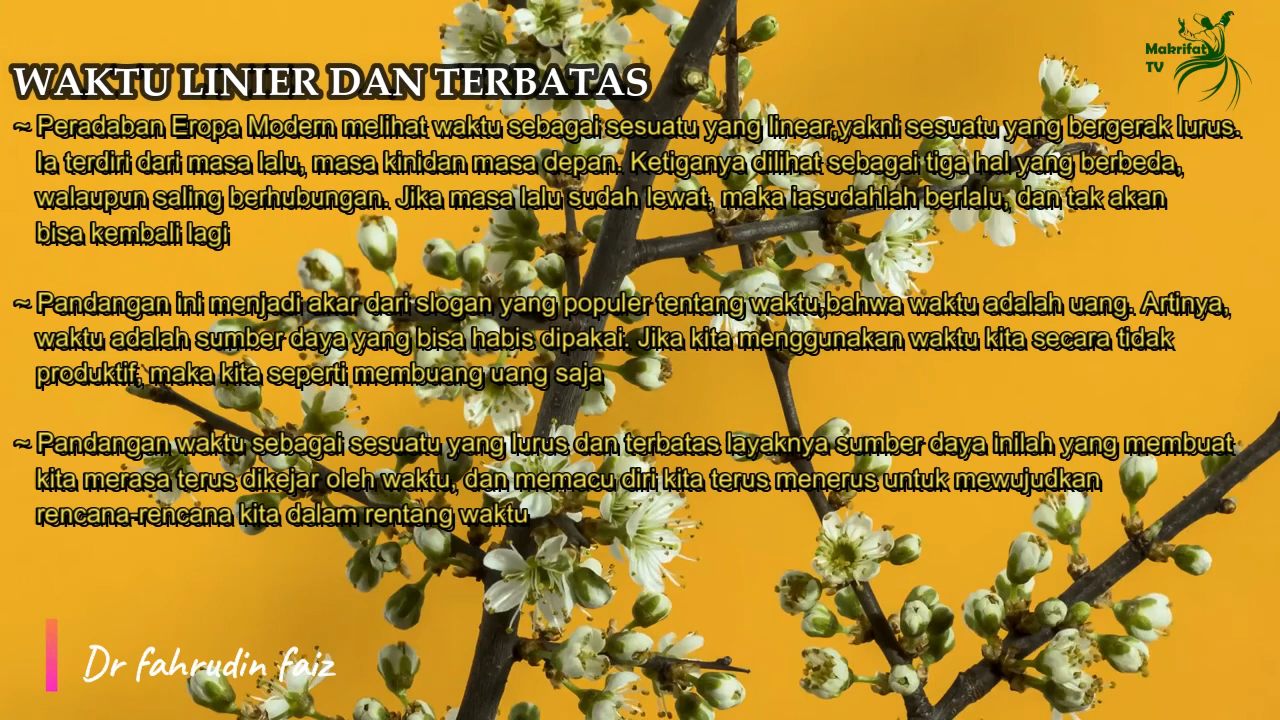 Makrifat
TV
WAKTU LINIER DAN TERBATAS
~ Peradaban Eropa Modern melihat waktu sebagai sesuatu yang linear,yakni sesuatu yang bergerak lurus.
Ia terdiri dari masa lalu, masa kinidan masa depan. Ketiganya dilihat sebagai tiga hal yang berbeda,
walaupun saling berhubungan. Jika masa lalu sudah lewat, maka iasudahlah berlalu, dan tak akan
bisa kembali lagi
~ Pandangan ini menjadi akar dari slogan yang populer tentang waktu,bahwa waktu adalah uang. Artinya,
waktu adalah sumber daya yang bisa habis dipakai. Jika kita menggunakan waktu kita secara tidak
produktif, maka kita seperti membuang uang saja
~ Pandangan waktu sebagai sesuatu yang lurus dan terbatas layaknya sumber daya inilah yang membuat
kita merasa terus dikejar oleh waktu, dan memacu diri kita terus menerus untuk mewujudkan
rencana-rencana kita dalam rentang waktu
Dr fahrudin faiz